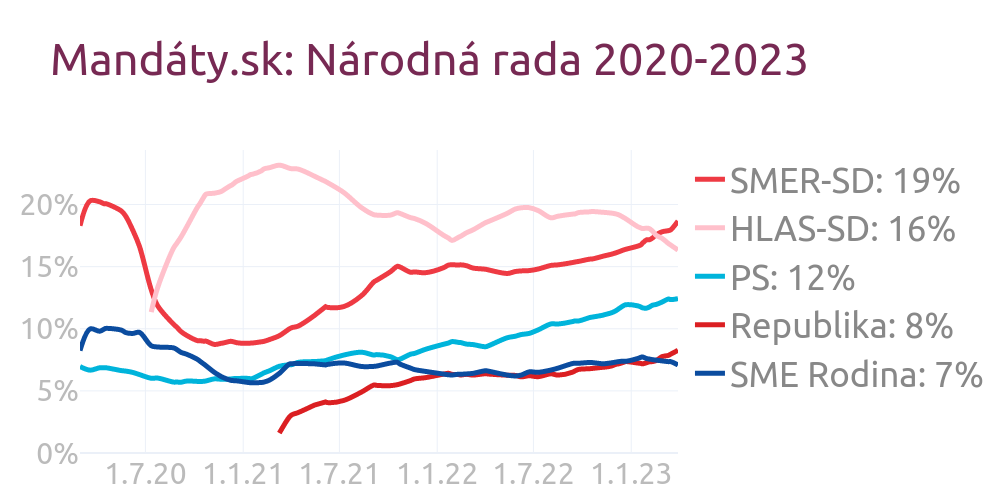 Mandáty.sk: Národná rada 2020-2023
20%
15%
10%
5%
0%
1.7.20 1.1.21 1.7.21 1.1.22 1.7.22 1.1.23
SMER-SD: 19%
HLAS-SD: 16%
PS: 12%
Republika: 8%
SME Rodina: 7%